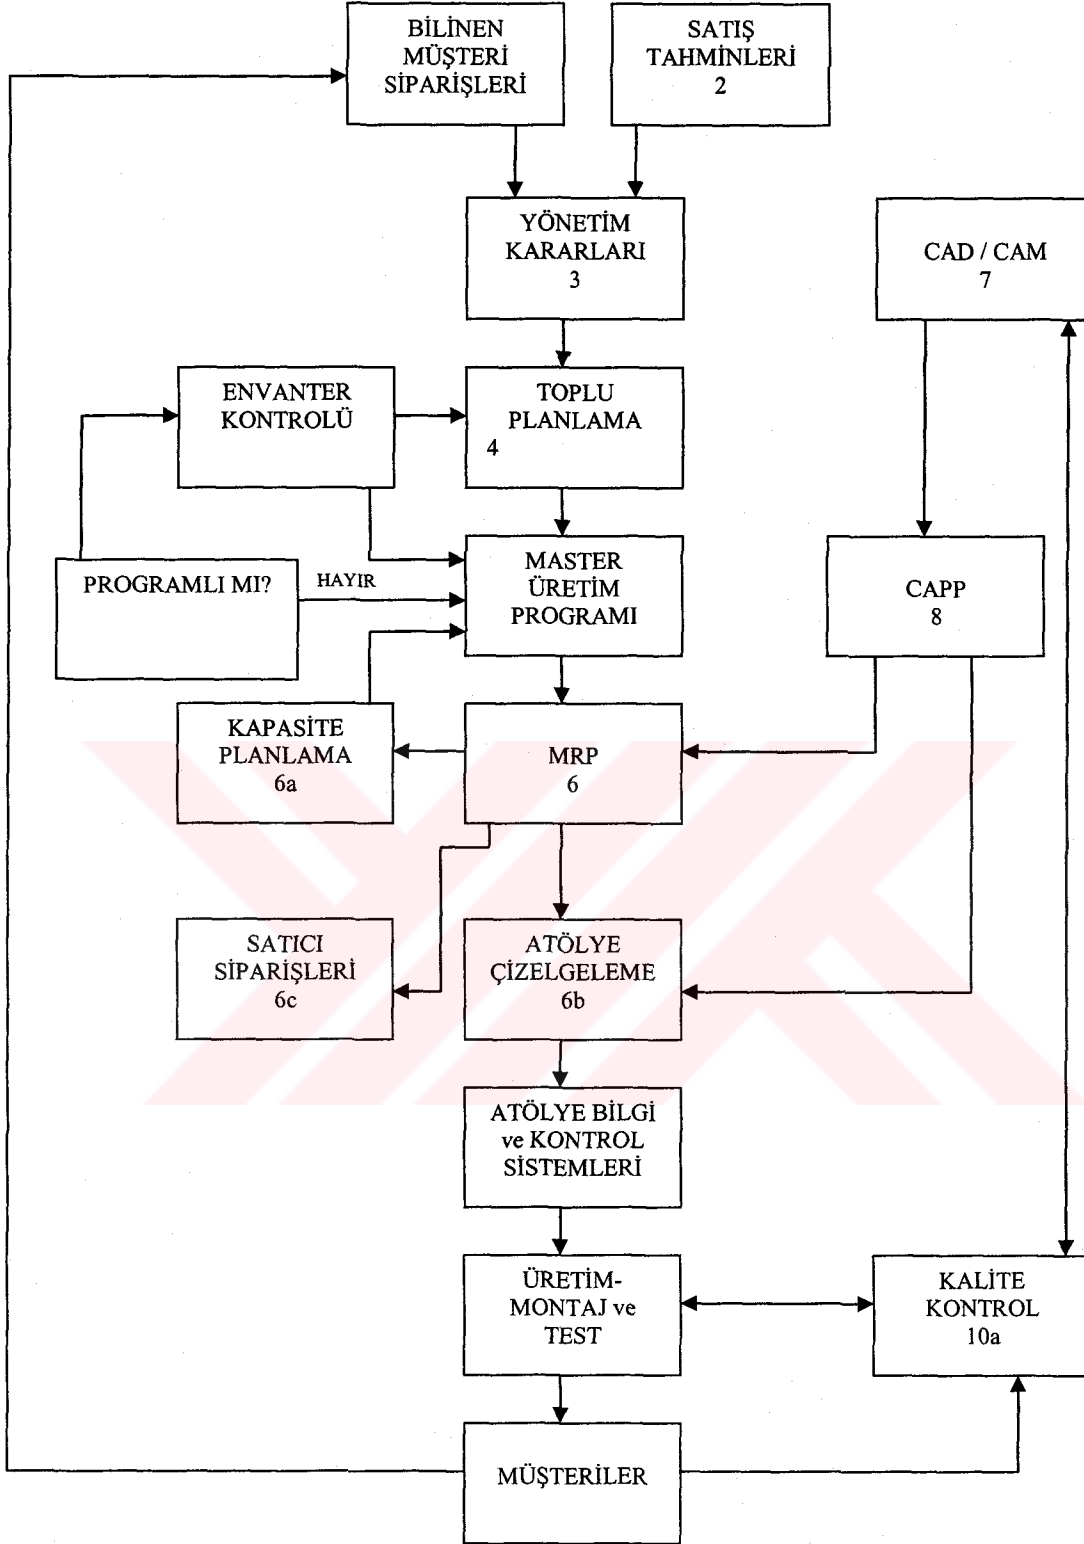 BİLİNEN
MÜŞTERİ
SİPARİŞLERİ
SATIŞ
TAHMİNLERİ
2
YÖNETİM
KARARLARI
3
CAD / CAM
7
ENVANTER
KONTROLÜ
TOPLU
PLANLAMA
4
PROGRAMLI MI?
HAYIR
MASTER
ÜRETİM
PROGRAMI
CAPP
8
KAPASİTE
PLANLAMA
6a
MRP
6
SATICI
SİPARİŞLERİ
6c
ATÖLYE
ÇİZELGELEME
6b
ATÖLYE BİLGİ
ve KONTROL
SİSTEMLERİ
ÜRETİM-
MONTAJ ve
TEST
KALİTE
KONTROL
10a
MÜŞTERİLER